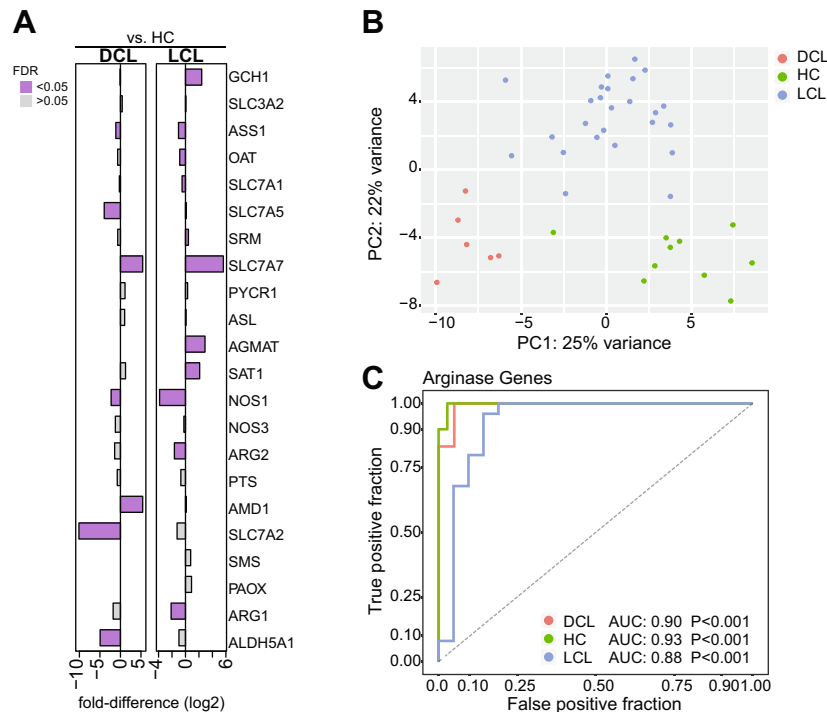 A
vs. HC
DCL LCL
FDR
<0.05
>0.05
GCH1
SLC3A2
ASS1
OAT
SLC7A1
SLC7A5
SRM
SLC7A7
PYCR1
ASL
AGMAT
SAT1
NOS1
NOS3
ARG2
PTS
AMD1
SLC7A2
SMS
PAOX
ARG1
ALDH5A1
-10 -5 0 5 -4 0 6
fold-difference (log2)
B
DCL
HC
LCL
PC2: 22% variance
4
0
-4
-8
-10 -5 0 5
PC1: 25% variance
C Arginase Genes
True positive fraction
1.00
0.90
0.75
0.50
0.25
0.10
0.00
DCL AUC: 0.90 P<0.001
HC AUC: 0.93 P<0.001
LCL AUC: 0.88 P<0.001
0.0 0.10 0.25 0.50 0.75 0.90 1.00
False positive fraction